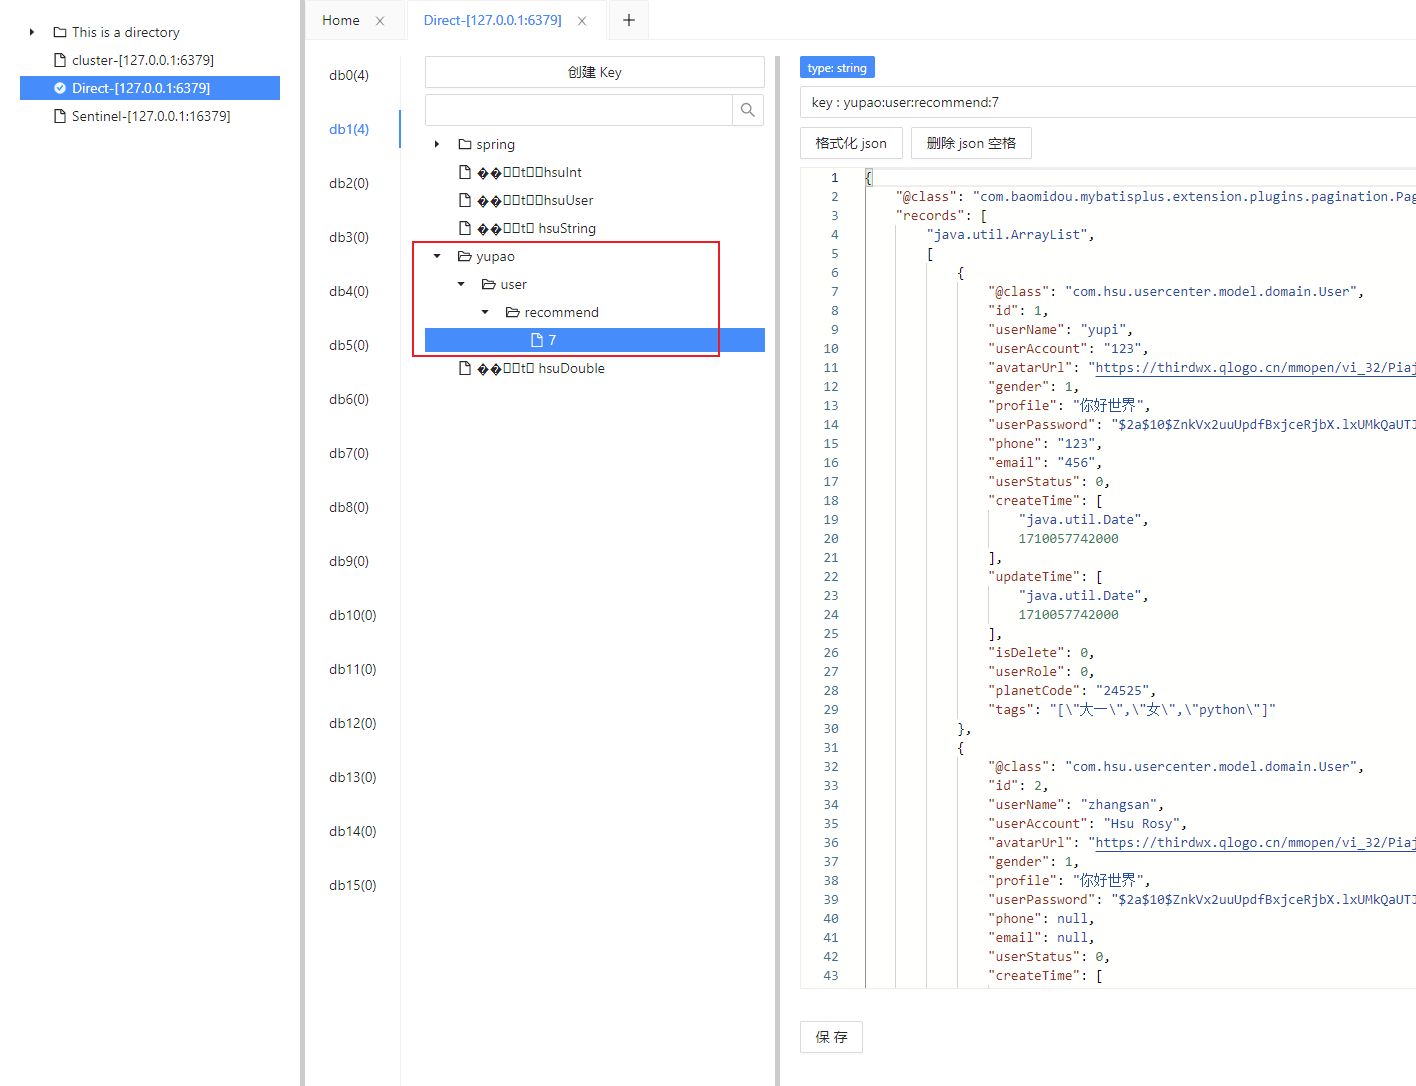 This is a directory
cluster-[127.0.0.1:6379]
Direct-[127.0.0.1:6379]
Sentinel-[127.0.0.1:16379]
Home
Direct-[127.0.0.1:6379]
db0(4)
db1(4)
db2(0)
db3(0)
db4(0)
db5(0)
db6(0)
db7(0)
db8(0)
db9(0)
db10(0)
db11(0)
db12(0)
db13(0)
db14(0)
db15(0)
创建 Key
spring
��□□t□□hsuInt
��□□t□□hsuUser
��□□t□ hsuString
yupao
user
recommend
7
��□□t□ hsuDouble
type: string
key : yupao:user:recommend:7
格式化 json
删除 json 空格
1 {
2 "@class": "com.baomidou.mybatisplus.extension.plugins.pagination.Pag
3 "records": [
4 "java.util.ArrayList",
5 [
6 {
7 "@class": "com.hsu.usercenter.model.domain.User",
8 "id": 1,
9 "userName": "yupi",
10 "userAccount": "123",
11 "avatarUrl": "https://thirdwx.qlogo.cn/mmopen/vi_32/Piaj
12 "gender": 1,
13 "profile": "你好世界",
14 "userPassword": "$2a$10$ZnkVx2uuUpdfBxjceRjbX.lxUMkQaUTJ
15 "phone": "123",
16 "email": "456",
17 "userStatus": 0,
18 "createTime": [
19 "java.util.Date",
20 1710057742000
21 ],
22 "updateTime": [
23 "java.util.Date",
24 1710057742000
25 ],
26 "isDelete": 0,
27 "userRole": 0,
28 "planetCode": "24525",
29 "tags": "[\"大一\",\"女\",\"python\"]"
30 },
31 {
32 "@class": "com.hsu.usercenter.model.domain.User",
33 "id": 2,
34 "userName": "zhangsan",
35 "userAccount": "Hsu Rosy",
36 "avatarUrl": "https://thirdwx.qlogo.cn/mmopen/vi_32/Piaj
37 "gender": 1,
38 "profile": "你好世界",
39 "userPassword": "$2a$10$ZnkVx2uuUpdfBxjceRjbX.lxUMkQaUTJ
40 "phone": null,
41 "email": null,
42 "userStatus": 0,
43 "createTime": [
保 存